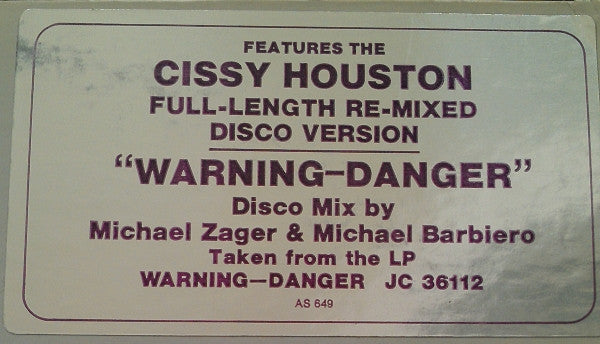 FEATURES THE
CISSY HOUSTON
FULL-LENGTH RE-MIXED
DISCO VERSION
“WARNING—DANGER”
Disco Mix by
Michael Zager & Michael Barbiero
Taken from the LP
WARNING—DANGER JC 36112
AS 649